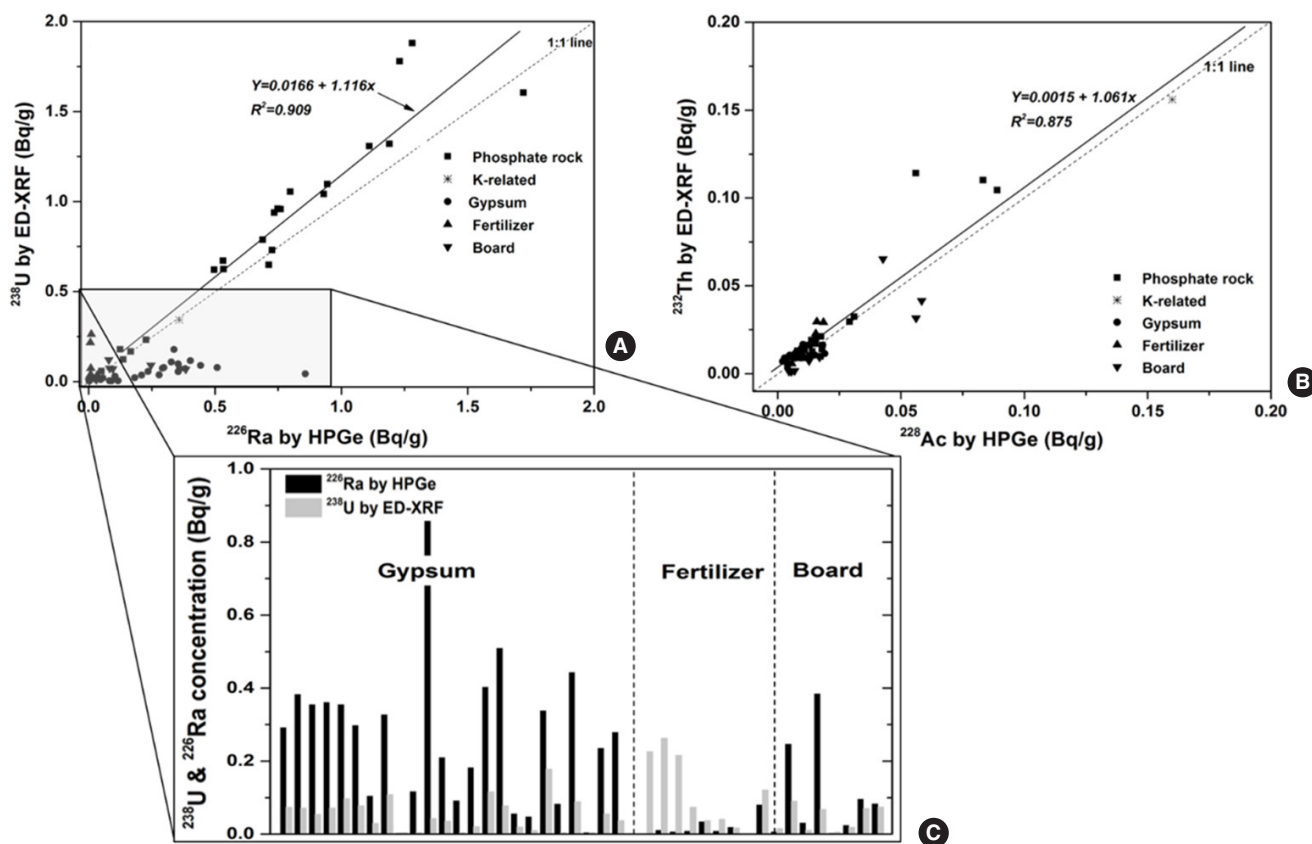 2.0
1.5
1.0
0.5
0.0
²³⁸U by ED-XRF (Bq/g)
1:1 line
Y=0.0166 + 1.116x
R²=0.909
Phosphate rock
K-related
Gypsum
Fertilizer
Board
A
0.0 0.5 1.0 1.5 2.0
²²⁶Ra by HPGe (Bq/g)
0.20
0.15
0.10
0.05
0.00
²³²Th by ED-XRF (Bq/g)
1:1 line
Y=0.0015 + 1.061x
R²=0.875
Phosphate rock
K-related
Gypsum
Fertilizer
Board
B
0.00 0.05 0.10 0.15 0.20
²²⁸Ac by HPGe (Bq/g)
1.0
0.8
0.6
0.4
0.2
0.0
²³⁸U & ²²⁶Ra concentration (Bq/g)
²²⁶Ra by HPGe
²³⁸U by ED-XRF
Gypsum Fertilizer Board
C